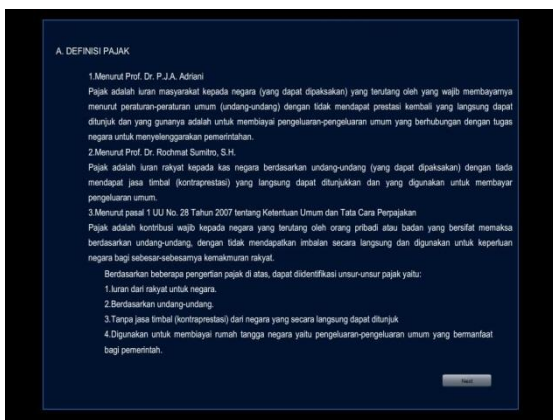 A. DEFINISI PAJAK
1.Menurut Prof. Dr. P.J.A. Adriani
Pajak adalah iuran masyarakat kepada negara (yang dapat dipaksakan) yang terutang oleh yang wajib membayarnya
menurut peraturan-peraturan umum (undang-undang) dengan tidak mendapat prestasi kembali yang langsung dapat
ditunjuk dan yang gunanya adalah untuk membiayai pengeluaran-pengeluaran umum yang berhubungan dengan tugas
negara untuk menyelenggarakan pemerintahan.
2.Menurut Prof. Dr. Rochmat Sumitro, S.H.
Pajak adalah iuran rakyat kepada kas negara berdasarkan undang-undang (yang dapat dipaksakan) dengan tiada
mendapat jasa timbal (kontraprestasi) yang langsung dapat ditunjukkan dan yang digunakan untuk membayar
pengeluaran umum.
3.Menurut pasal 1 UU No. 28 Tahun 2007 tentang Ketentuan Umum dan Tata Cara Perpajakan
Pajak adalah kontribusi wajib kepada negara yang terutang oleh orang pribadi atau badan yang bersifat memaksa
berdasarkan undang-undang, dengan tidak mendapatkan imbalan secara langsung dan digunakan untuk keperluan
negara bagi sebesar-sebesarnya kemakmuran rakyat.
Berdasarkan beberapa pengertian pajak di atas, dapat diidentifikasi unsur-unsur pajak yaitu:
1.Iuran dari rakyat untuk negara.
2.Berdasarkan undang-undang.
3.Tanpa jasa timbal (kontraprestasi) dari negara yang secara langsung dapat ditunjuk
4.Digunakan untuk membiayai rumah tangga negara yaitu pengeluaran-pengeluaran umum yang bermanfaat
bagi pemerintah.
Next